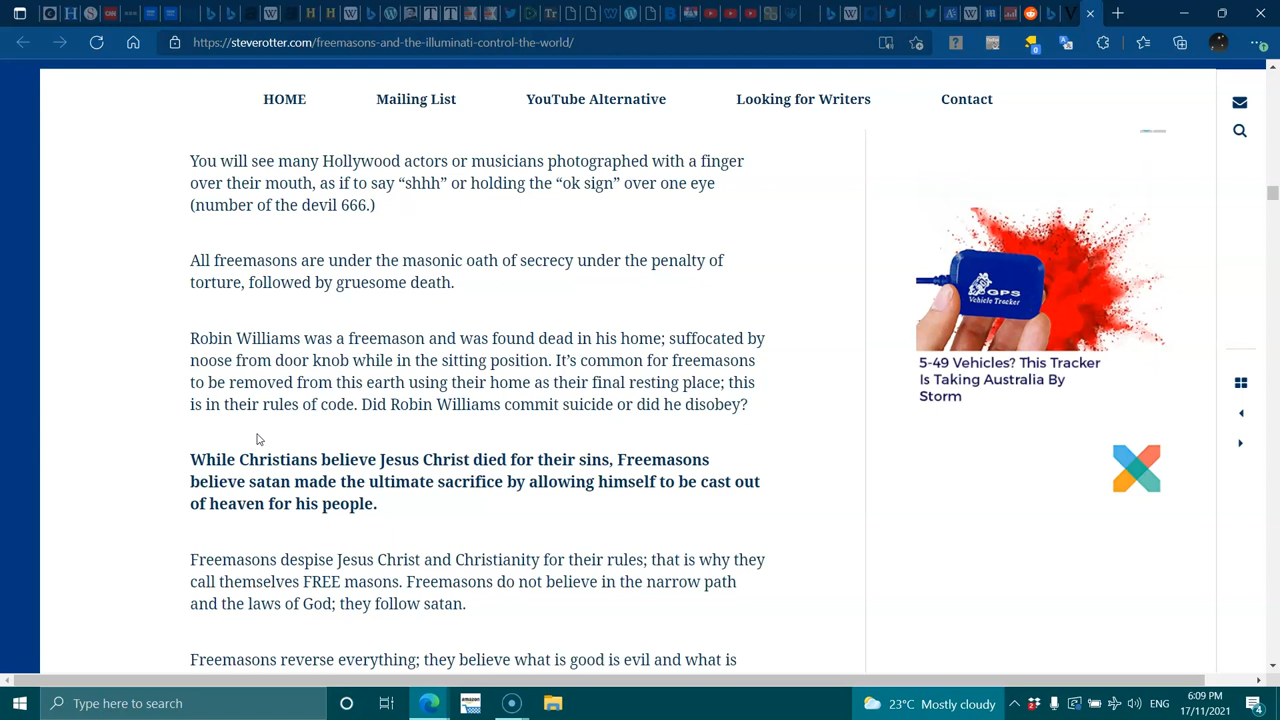 https://steverotter.com/freemasons-and-the-illuminati-control-the-world/
HOME Mailing List YouTube Alternative Looking for Writers Contact
You will see many Hollywood actors or musicians photographed with a finger
over their mouth, as if to say “shhh” or holding the “ok sign” over one eye
(number of the devil 666.)
All freemasons are under the masonic oath of secrecy under the penalty of
torture, followed by gruesome death.
Robin Williams was a freemason and was found dead in his home; suffocated by
noose from door knob while in the sitting position. It’s common for freemasons
to be removed from this earth using their home as their final resting place; this
is in their rules of code. Did Robin Williams commit suicide or did he disobey?
While Christians believe Jesus Christ died for their sins, Freemasons
believe satan made the ultimate sacrifice by allowing himself to be cast out
of heaven for his people.
Freemasons despise Jesus Christ and Christianity for their rules; that is why they
call themselves FREE masons. Freemasons do not believe in the narrow path
and the laws of God; they follow satan.
Freemasons reverse everything; they believe what is good is evil and what is
GPS
Vehicle Tracker
5-49 Vehicles? This Tracker
Is Taking Australia By
Storm
Type here to search
23°C Mostly cloudy
ENG
6:09 PM
17/11/2021